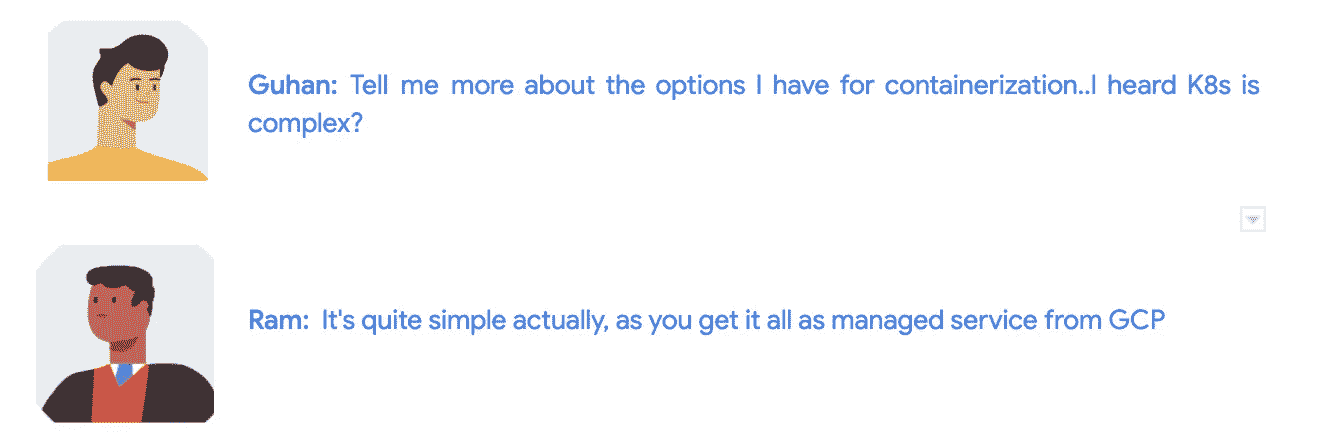 Guhan: Tell me more about the options I have for containerization..I heard K8s is
complex?
Ram: It's quite simple actually, as you get it all as managed service from GCP